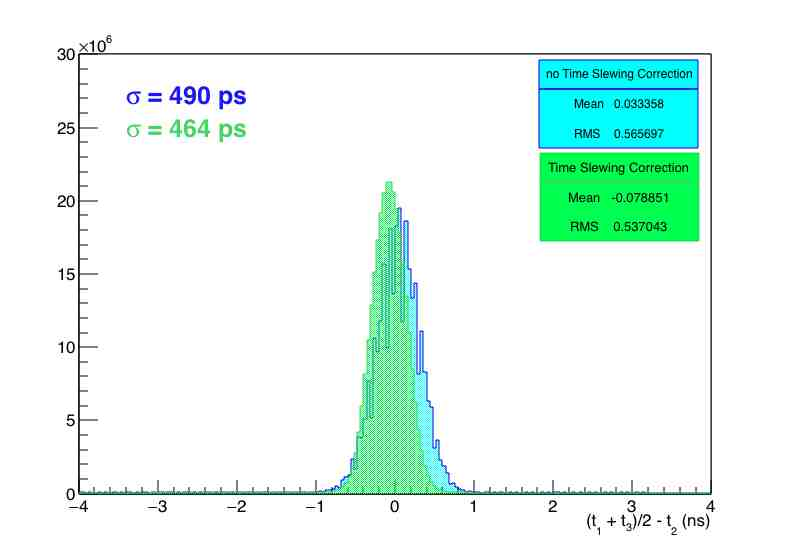 ×10⁶
30
σ = 490 ps
σ = 464 ps
no Time Slewing Correction
Mean 0.033358
RMS 0.565697
Time Slewing Correction
Mean -0.078851
RMS 0.537043
25
20
15
10
5
0
−4 −3 −2 −1 0 1 2 3 4
(t₁ + t₃)/2 - t₂ (ns)